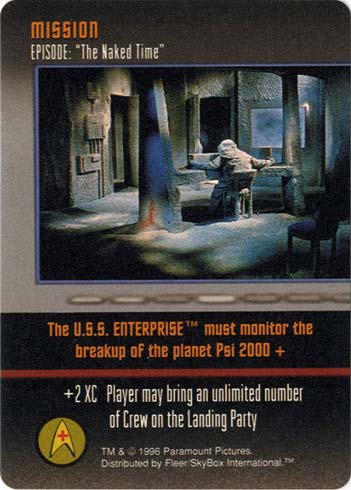 MISSION
EPISODE: "The Naked Time"
The U.S.S. ENTERPRISE™ must monitor the
breakup of the planet Psi 2000 +
+2 XC Player may bring an unlimited number
of Crew on the Landing Party
TM & © 1996 Paramount Pictures.
Distributed by Fleer/SkyBox International.™